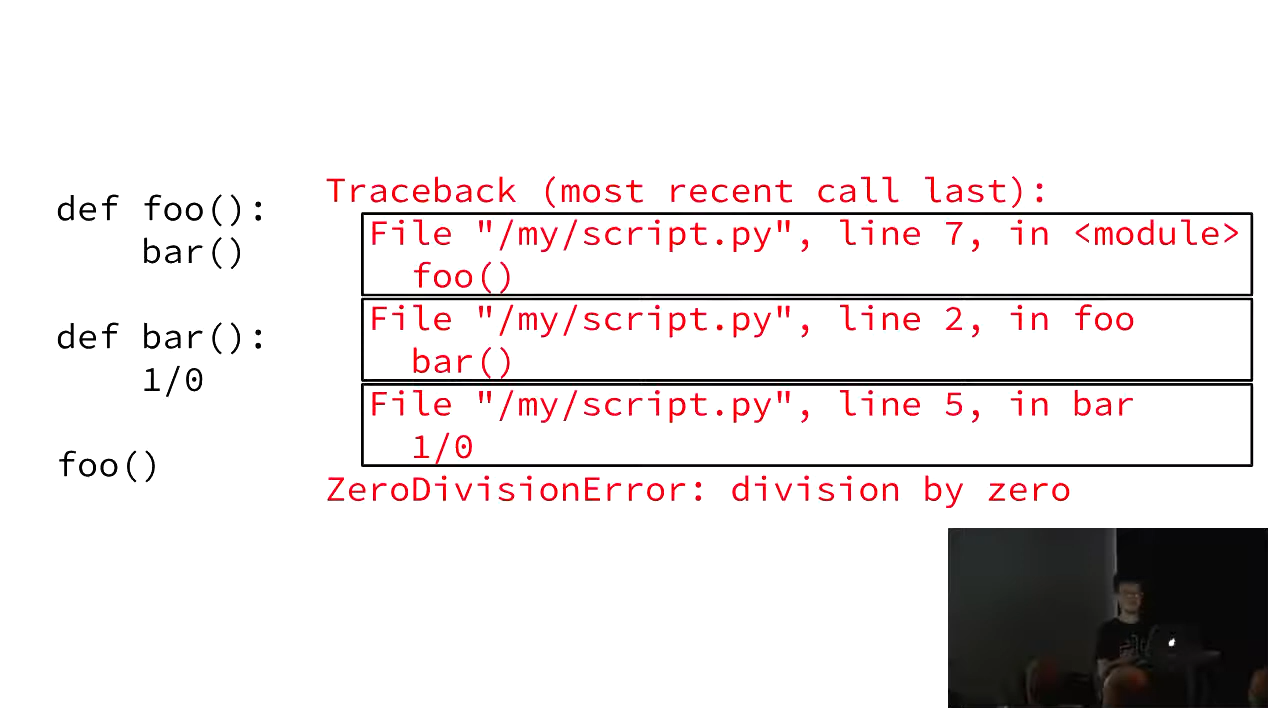 def foo():
    bar()

def bar():
    1/0

foo()
Traceback (most recent call last):
  File "/my/script.py", line 7, in <module>
    foo()
  File "/my/script.py", line 2, in foo
    bar()
  File "/my/script.py", line 5, in bar
    1/0
ZeroDivisionError: division by zero